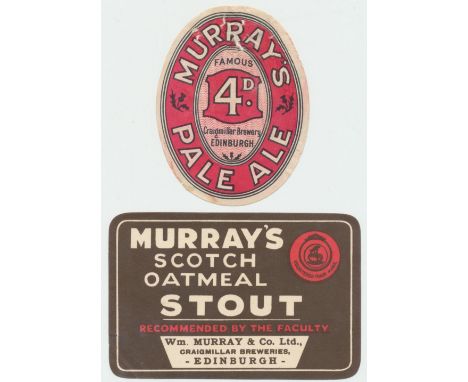 MURRAY'S
FAMOUS
4D.
Craigmillar Brewery
EDINBURGH
PALE ALE
MURRAY'S
SCOTCH
OATMEAL
STOUT
RECOMMENDED BY THE FACULTY
Wm. MURRAY & Co. Ltd.,
CRAIGMILLAR BREWERIES,
- EDINBURGH -